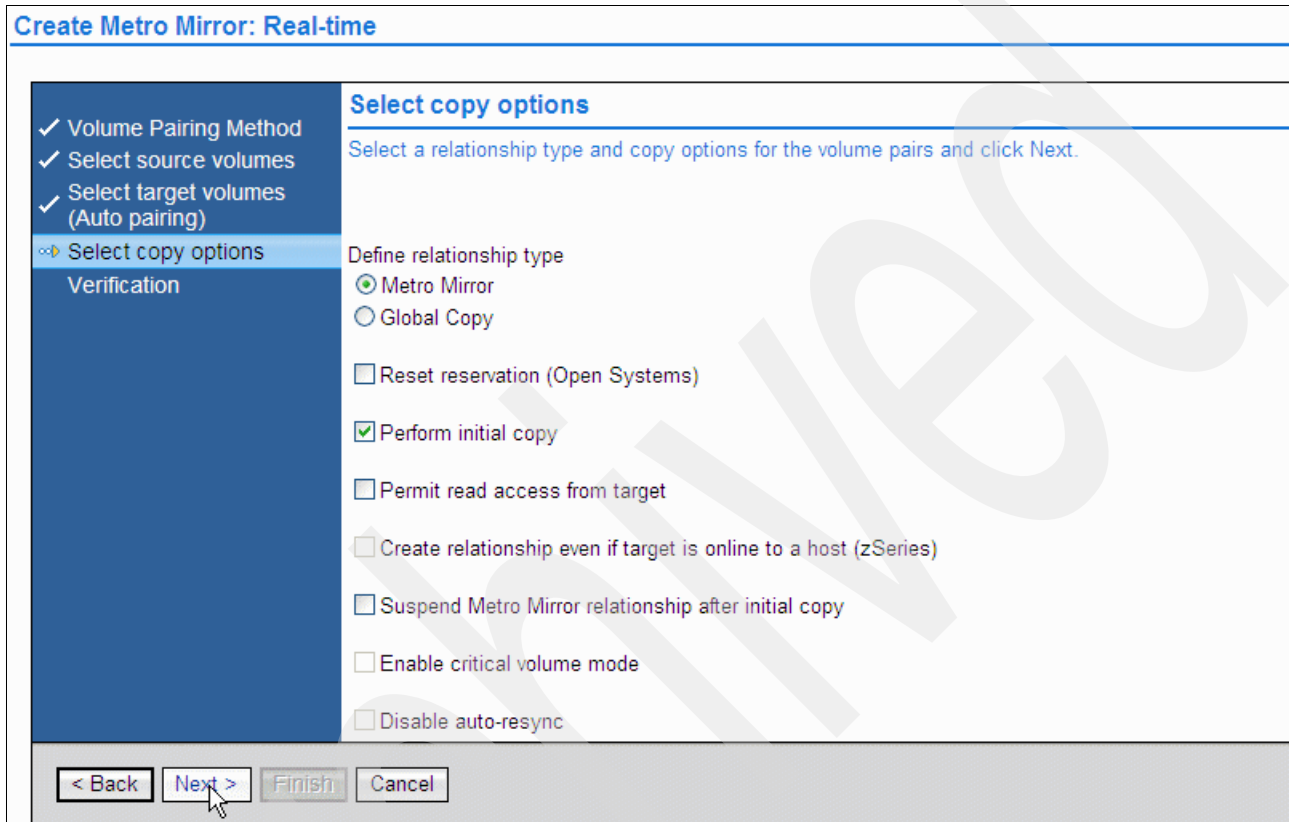 Create Metro Mirror: Real-time
Volume Pairing Method
Select source volumes
Select target volumes
(Auto pairing)
Select copy options
Verification
Select copy options
Select a relationship type and copy options for the volume pairs and click Next.
Define relationship type
Metro Mirror
Global Copy
Reset reservation (Open Systems)
Perform initial copy
Permit read access from target
Create relationship even if target is online to a host (zSeries)
Suspend Metro Mirror relationship after initial copy
Enable critical volume mode
Disable auto-resync
< Back Next > Finish Cancel